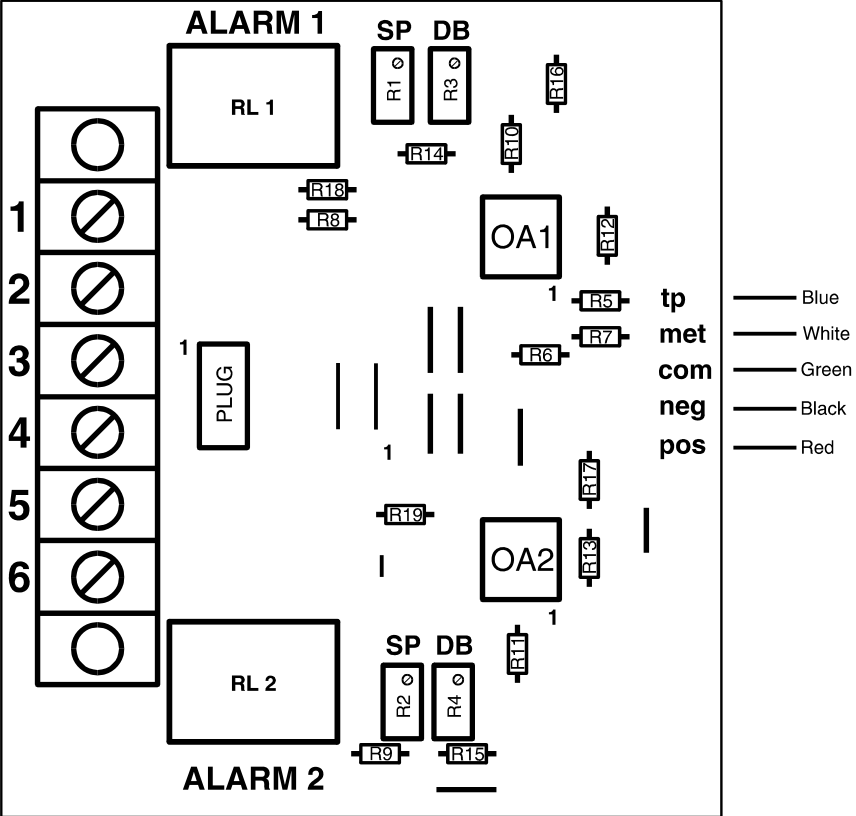 ALARM 1
SP DB
RL 1
R1
R3
R16
R10
R14
R18
R8
1
OA1
R12
2
1
R5
tp
Blue
R7
met
White
3
1
R6
com
Green
PLUG
neg
Black
4
1
pos
Red
R17
5
R19
OA2
R13
6
1
SP DB
R11
RL 2
R2
R4
R9
R15
ALARM 2